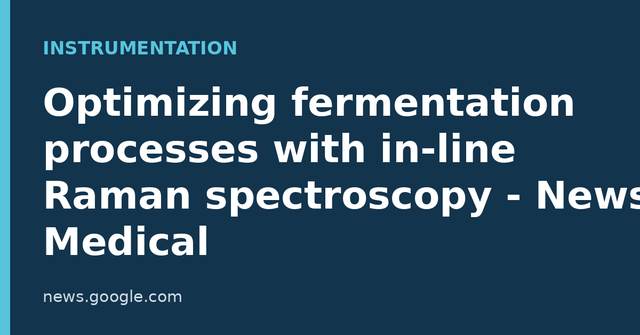 INSTRUMENTATION
Optimizing fermentation
processes with in-line
Raman spectroscopy - News
Medical
news.google.com